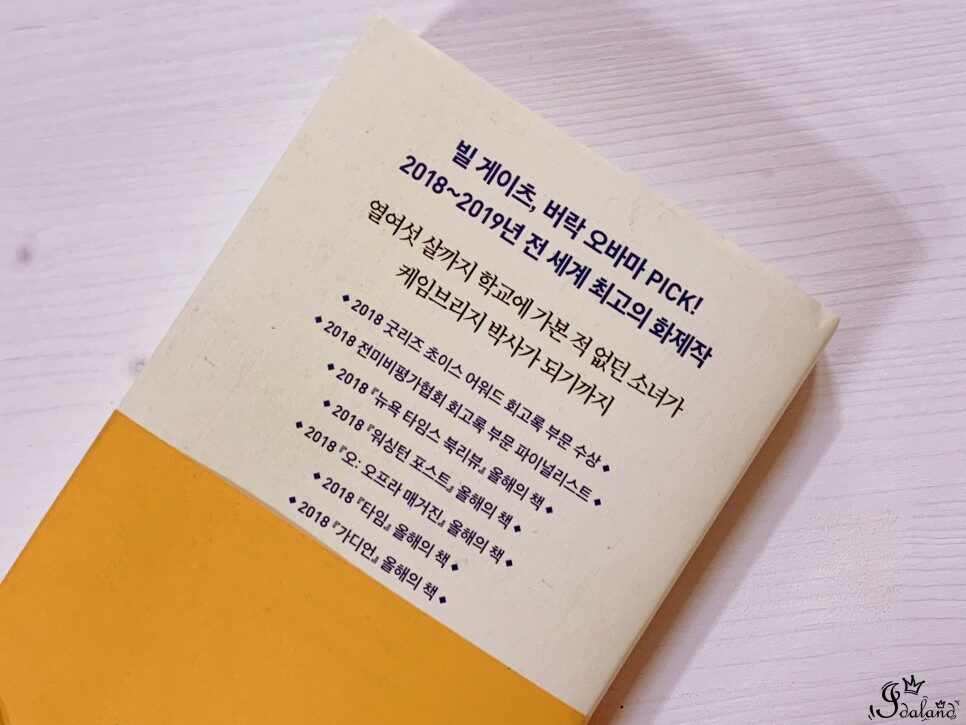 빌 게이츠, 버락 오바마 PICK!
2018~2019년 전 세계 최고의 화제작
열여섯 살까지 학교에 가본 적 없던 소녀가
케임브리지 박사가 되기까지
◆ 2018 굿리즈 초이스 어워드 회고록 부문 수상 ◆
◆ 2018 전미비평가협회 회고록 부문 파이널리스트 ◆
◆ 2018 『뉴욕 타임스 북리뷰』 올해의 책 ◆
◆ 2018 『워싱턴 포스트』 올해의 책 ◆
◆ 2018 『오: 오프라 매거진』 올해의 책 ◆
◆ 2018 『타임』 올해의 책 ◆
◆ 2018 『가디언』 올해의 책 ◆
Idaland